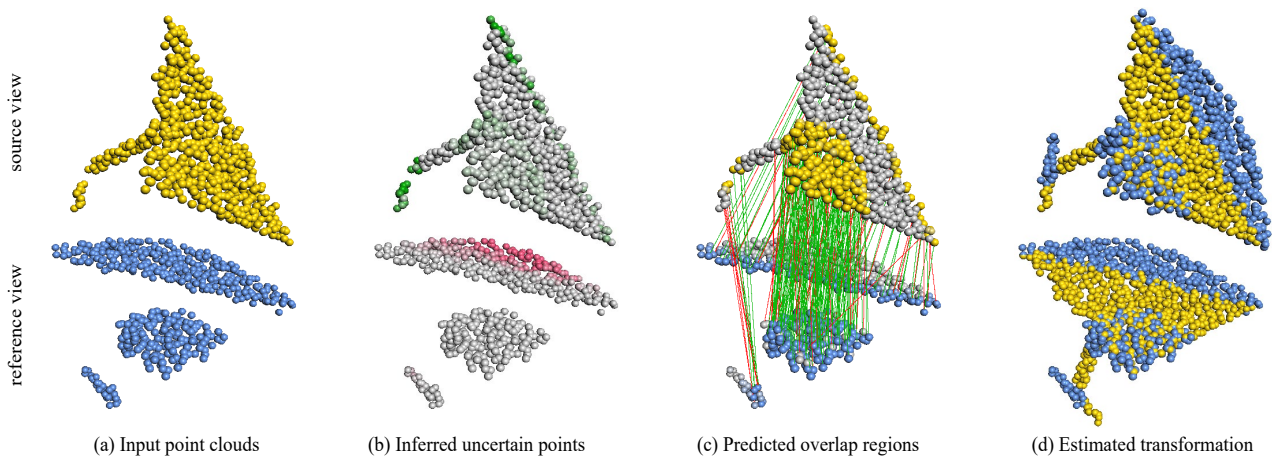 source view
reference view
(a) Input point clouds
(b) Inferred uncertain points
(c) Predicted overlap regions
(d) Estimated transformation